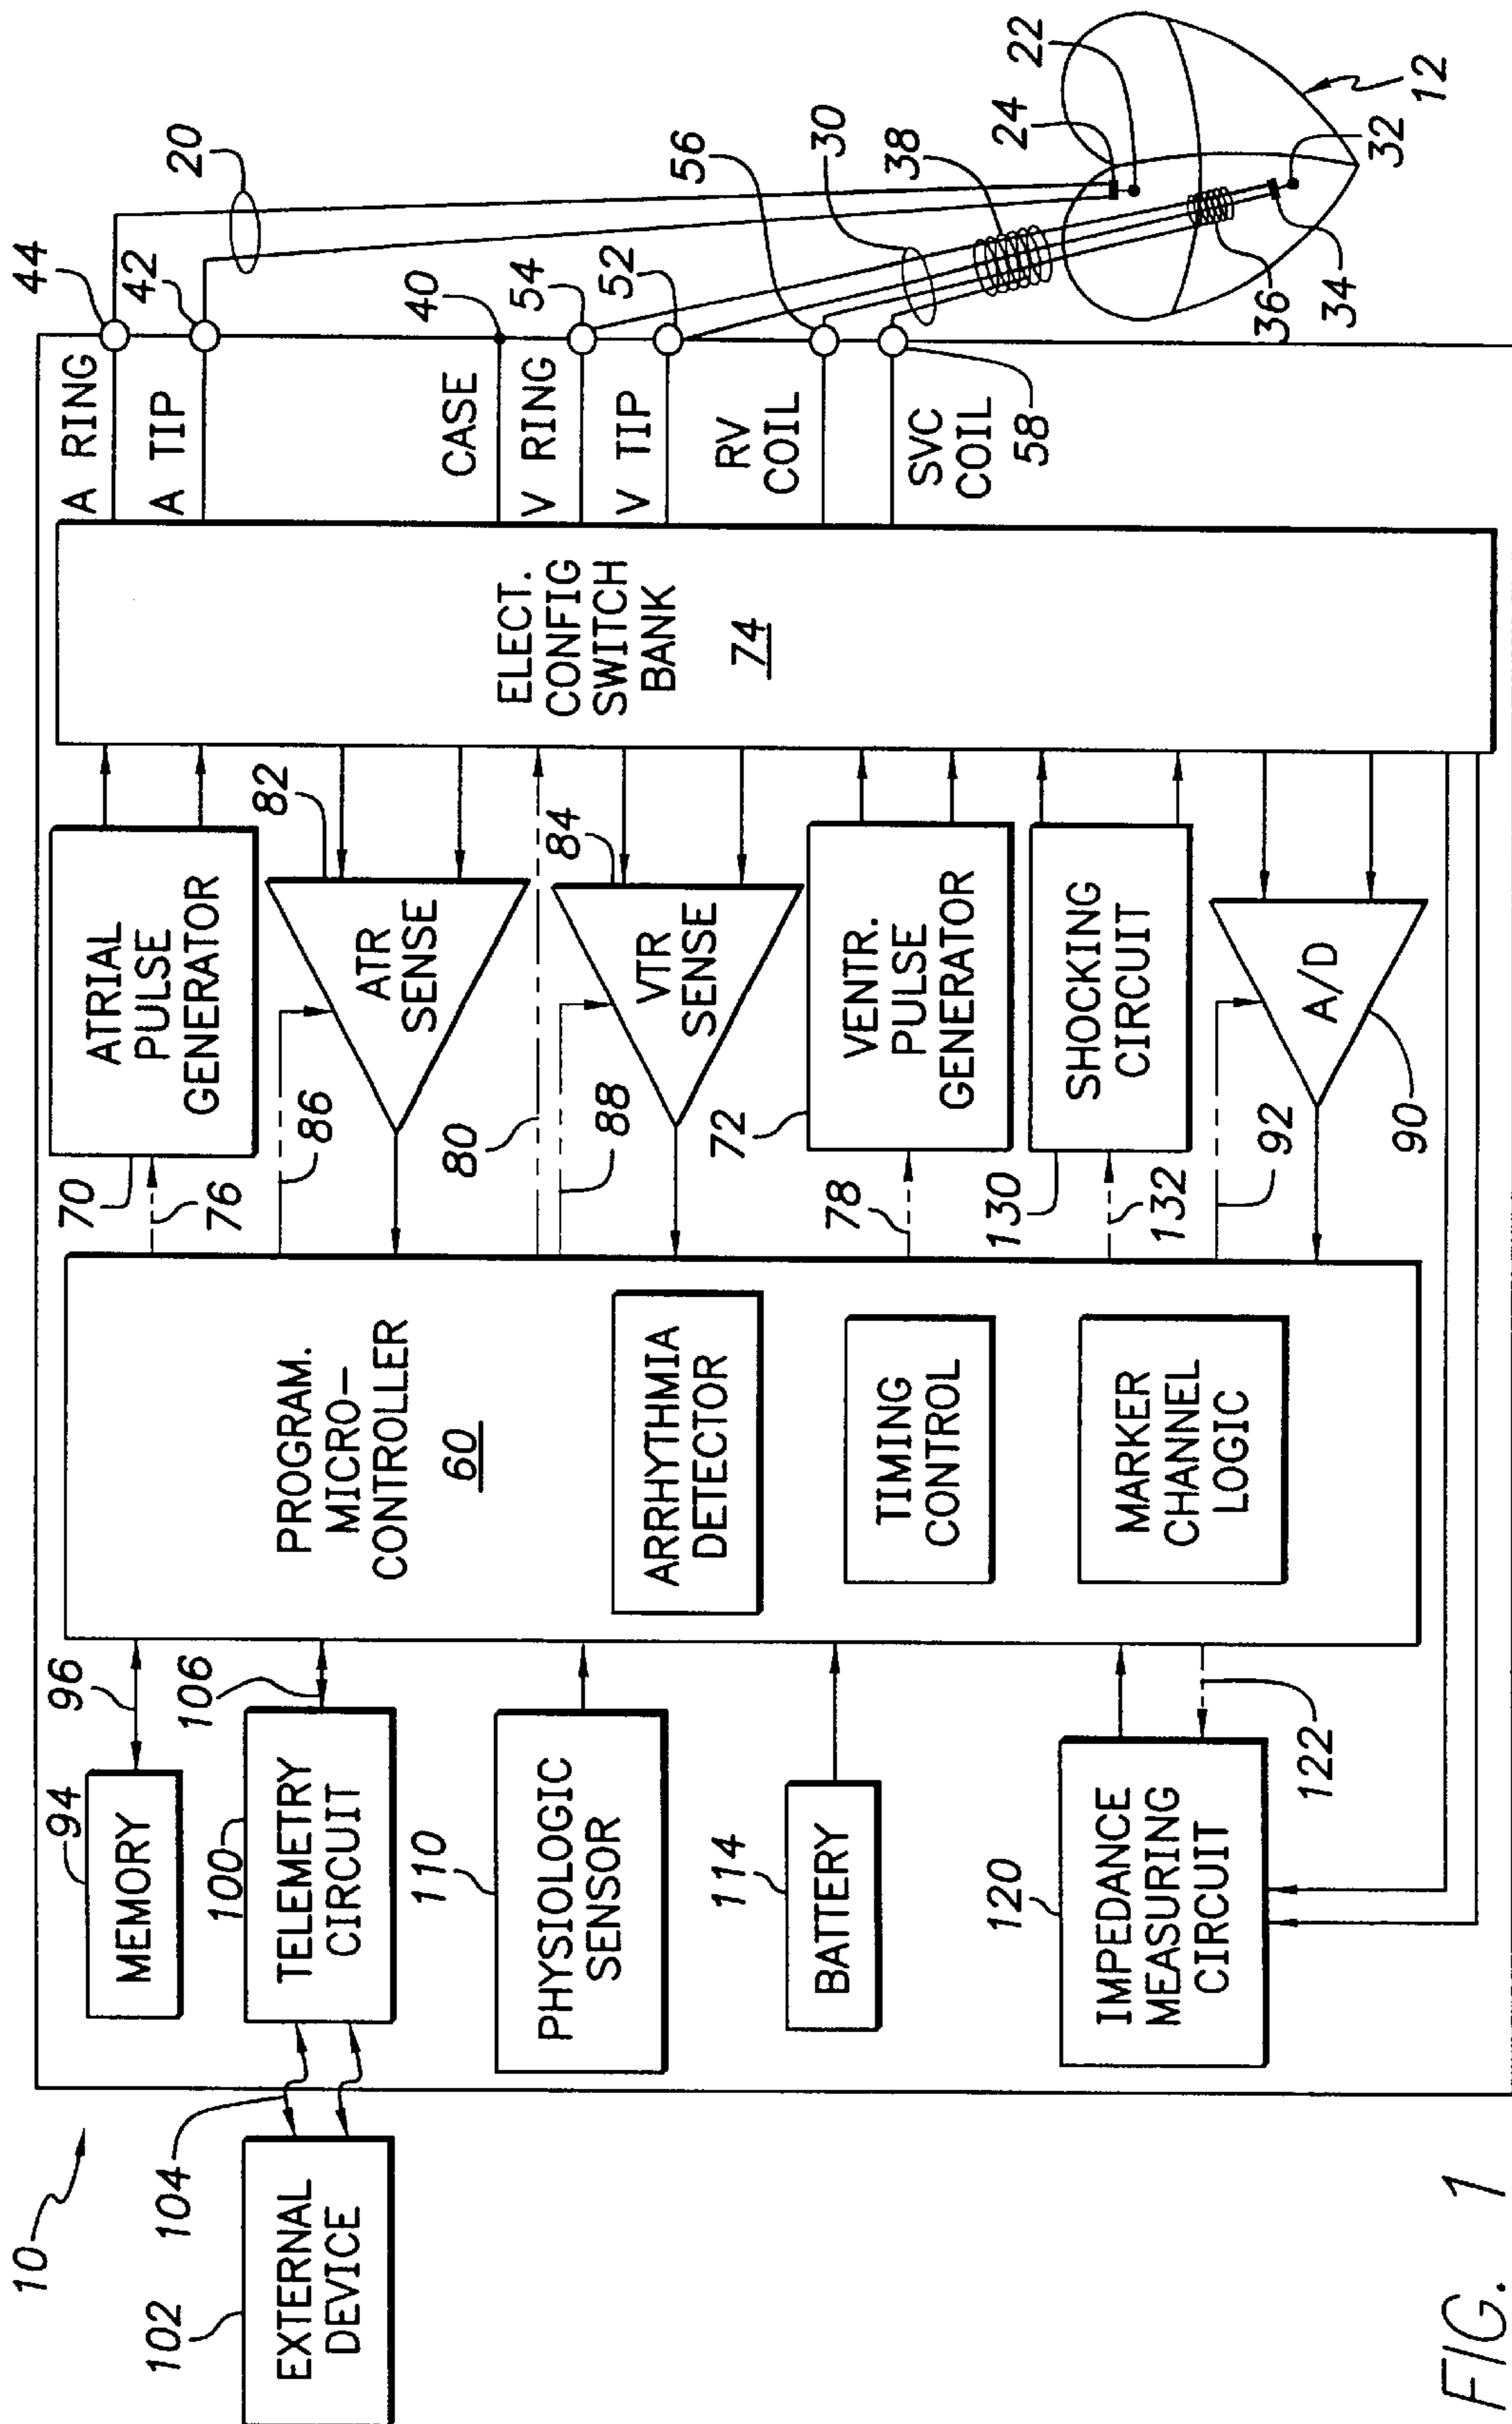 10
102
EXTERNAL
DEVICE
104
94
MEMORY
96
100
TELEMETRY
CIRCUIT
106
110
PHYSIOLOGIC
SENSOR
114
BATTERY
120
IMPEDANCE
MEASURING
CIRCUIT
122
PROGRAM.
MICRO-
CONTROLLER
60
ARRHYTHMIA
DETECTOR
TIMING
CONTROL
MARKER
CHANNEL
LOGIC
70
ATRIAL
PULSE
GENERATOR
76
86
ATR
SENSE
82
80
88
VTR
SENSE
84
72
VENTR.
PULSE
GENERATOR
78
130
SHOCKING
CIRCUIT
132
92
A/D
90
ELECT.
CONFIG
SWITCH
BANK
74
A RING
44
A TIP
42
20
CASE
40
V RING
54
V TIP
52
RV
COIL
56
SVC
COIL
58
30
38
24
22
36
34
32
12
FIG. 1